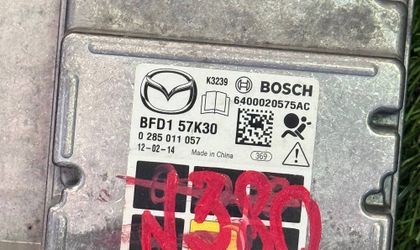 K3239
BOSCH
6400020575AC
BFD1 57K30
0 285 011 057
12-02-14
Made in China
369
N380